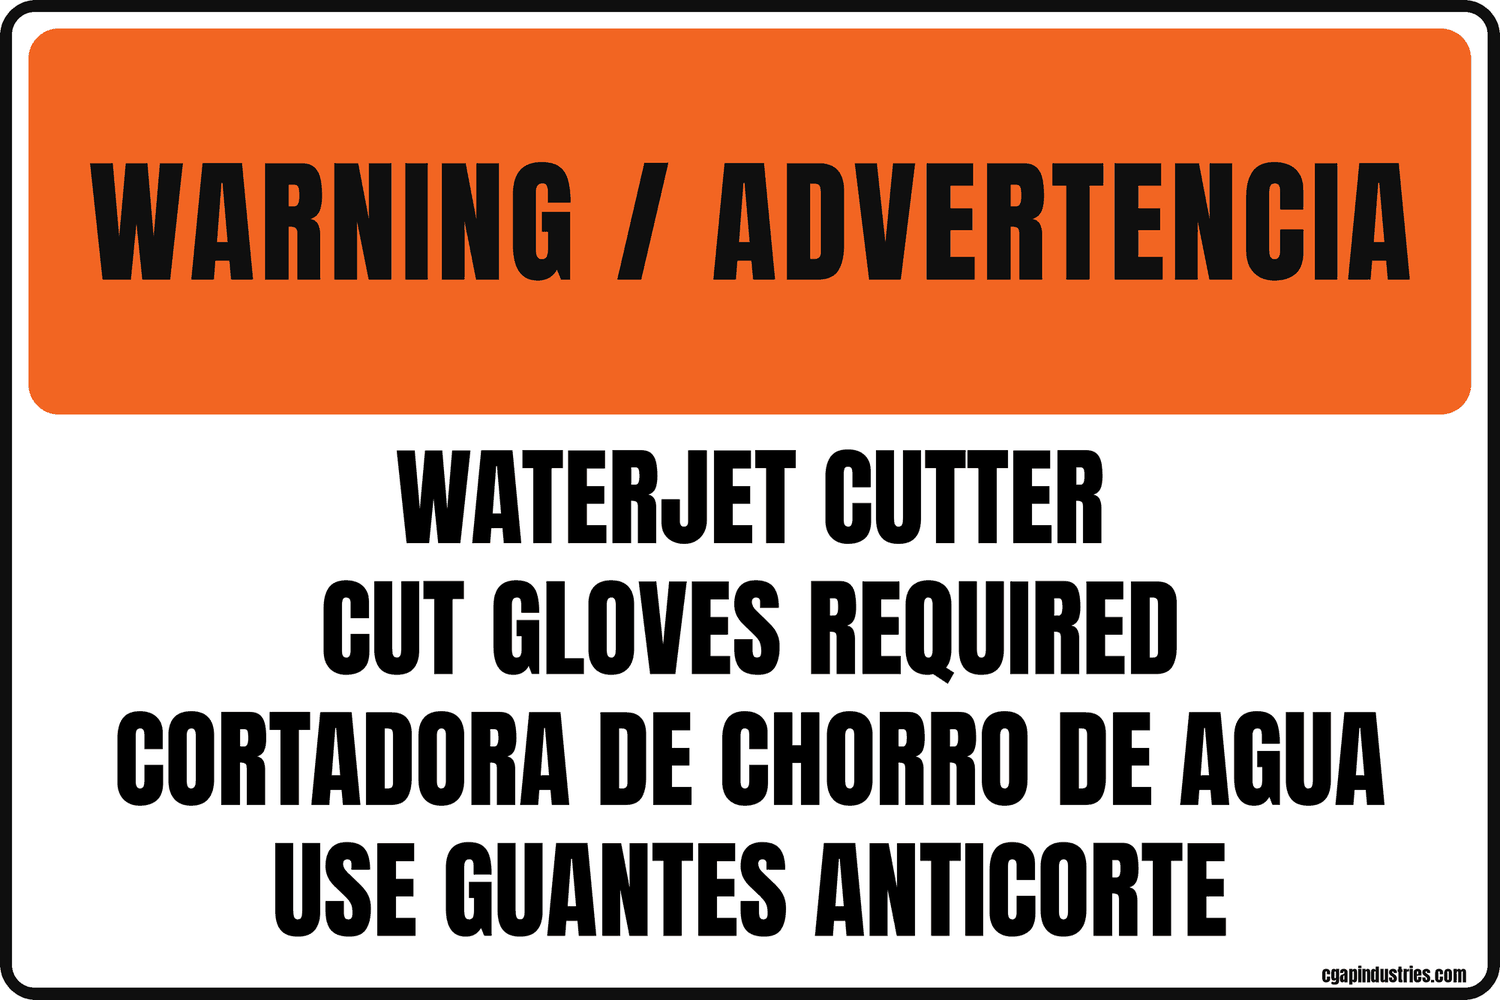 WARNING / ADVERTENCIA
WATERJET CUTTER
CUT GLOVES REQUIRED
CORTADORA DE CHORRO DE AGUA
USE GUANTES ANTICORTE
cgapindustries.com